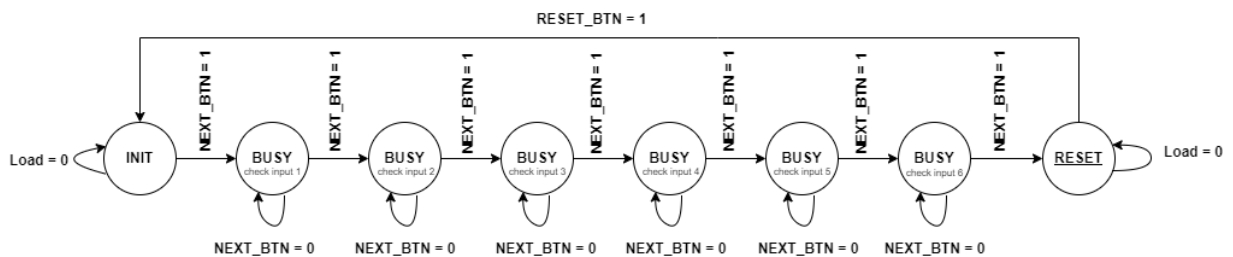 RESET_BTN = 1
NEXT_BTN = 1
NEXT_BTN = 1
NEXT_BTN = 1
NEXT_BTN = 1
NEXT_BTN = 1
NEXT_BTN = 1
NEXT_BTN = 1
Load = 0
INIT
BUSY
check input 1
BUSY
check input 2
BUSY
check input 3
BUSY
check input 4
BUSY
check input 5
BUSY
check input 6
RESET
Load = 0
NEXT_BTN = 0
NEXT_BTN = 0
NEXT_BTN = 0
NEXT_BTN = 0
NEXT_BTN = 0
NEXT_BTN = 0